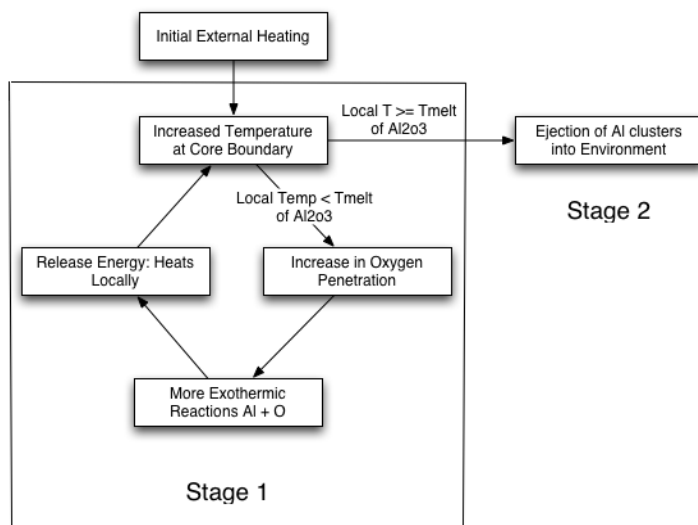 Initial External Heating
Increased Temperature
at Core Boundary
Local T >= Tmelt
of Al2o3
Ejection of Al clusters
into Environment
Stage 2
Local Temp < Tmelt
of Al2o3
Release Energy: Heats
Locally
Increase in Oxygen
Penetration
More Exothermic
Reactions Al + O
Stage 1